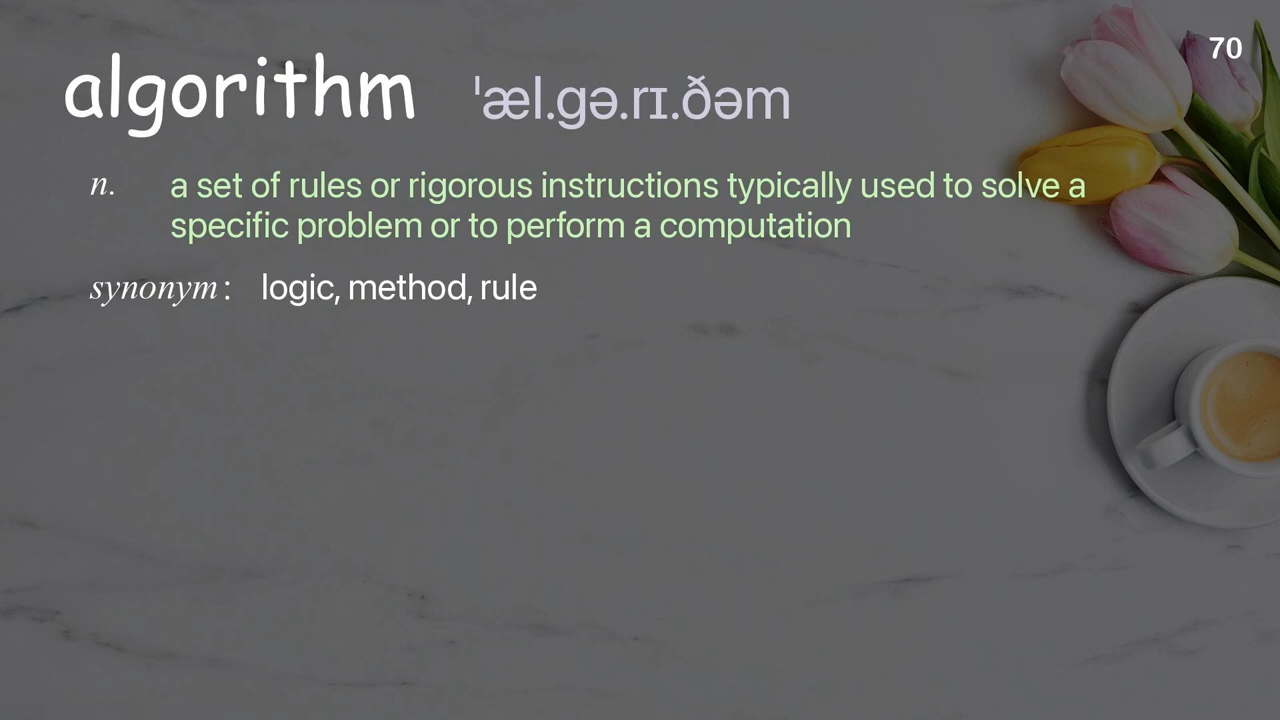 70
algorithm ˈæl.gə.rɪ.ðəm
n. a set of rules or rigorous instructions typically used to solve a
specific problem or to perform a computation
synonym : logic, method, rule